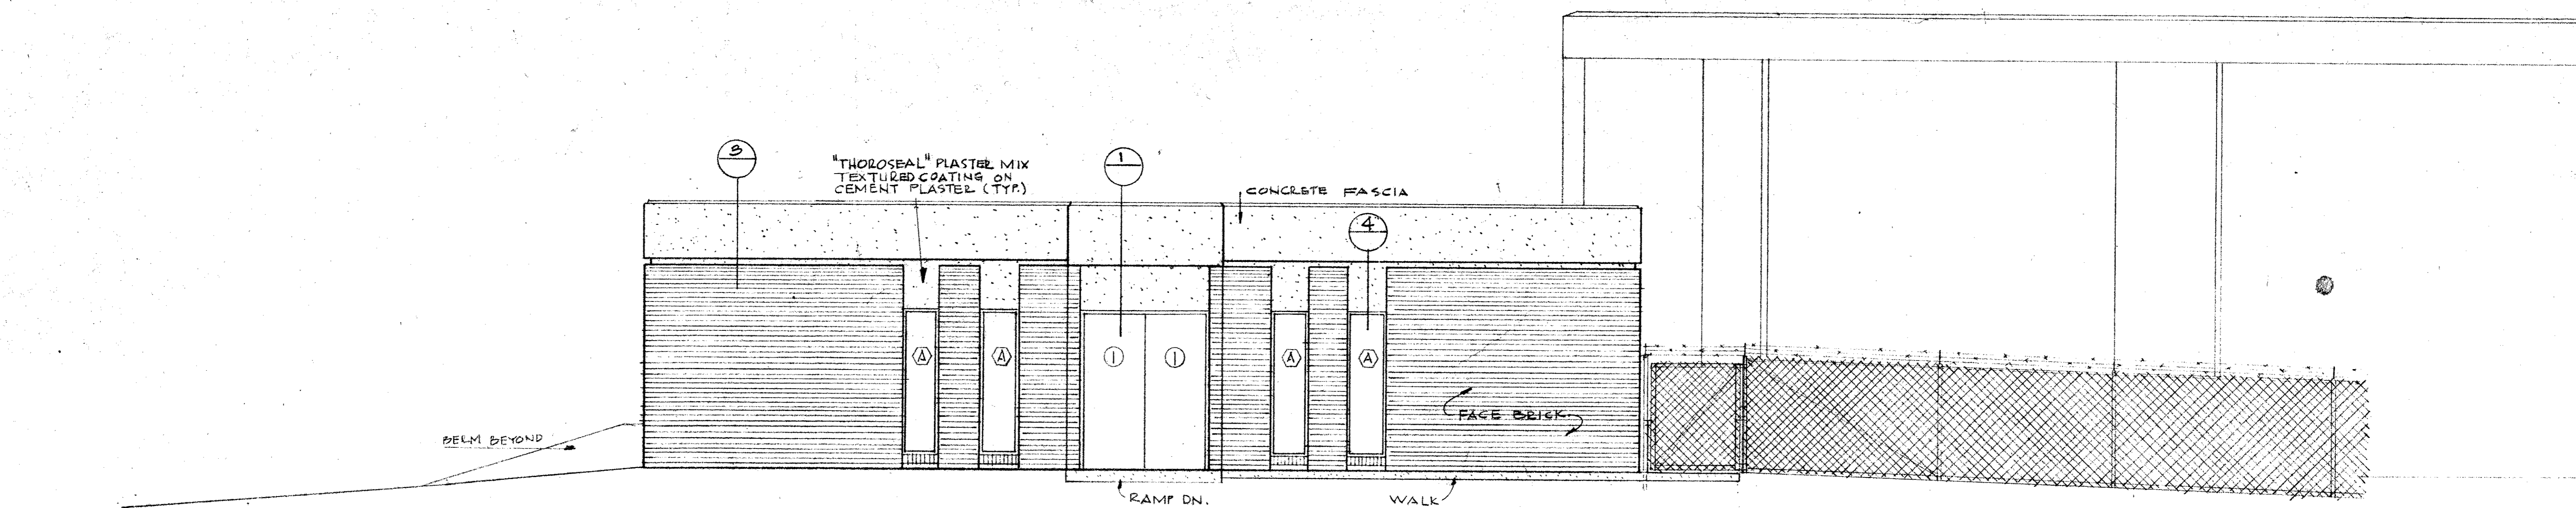 3
"THOROSEAL" PLASTER MIX
TEXTURED COATING ON
CEMENT PLASTER (TYP.)
1
CONCRETE FASCIA
4
A
A
1
1
A
A
FACE BRICK
BERM BEYOND
RAMP DN.
WALK